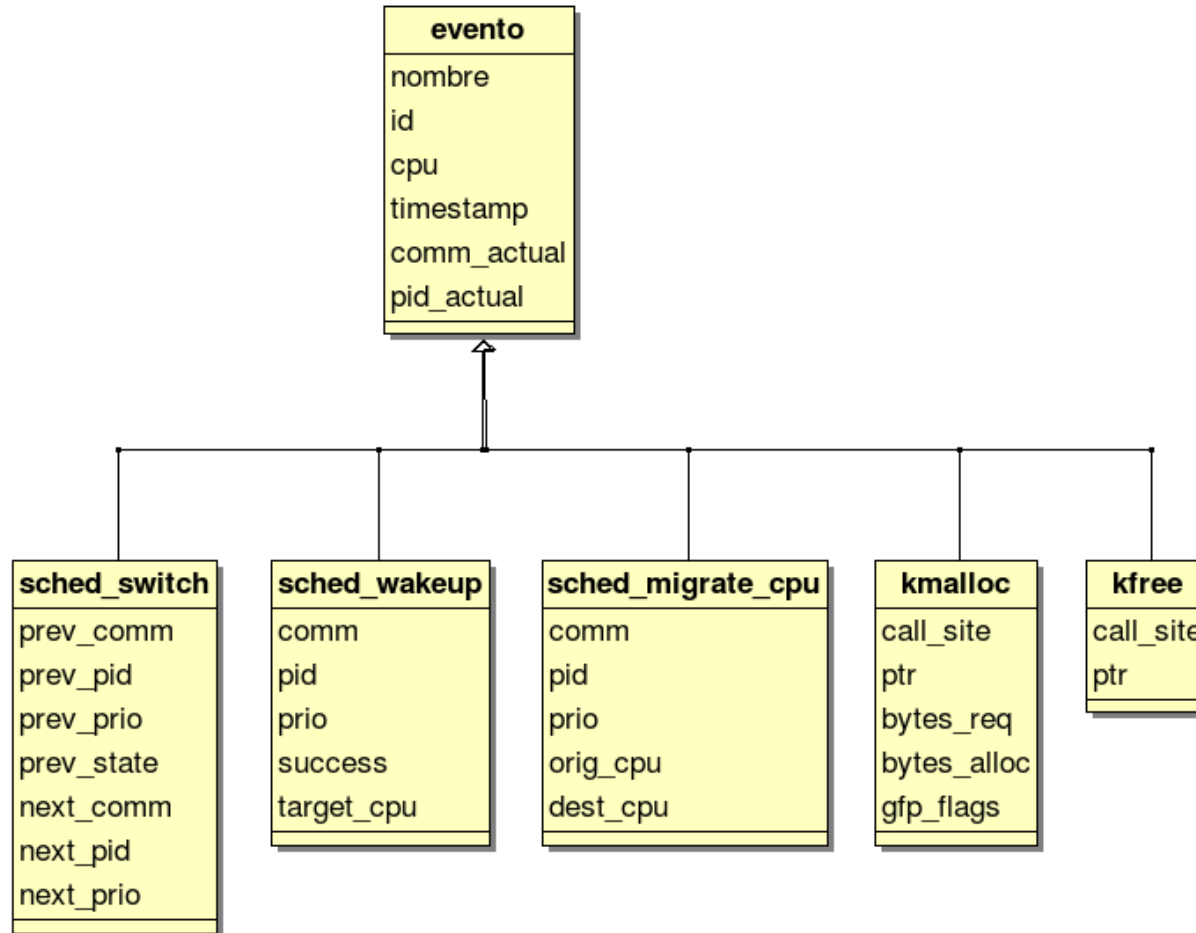 evento
nombre
id
cpu
timestamp
comm_actual
pid_actual
sched_switch
prev_comm
prev_pid
prev_prio
prev_state
next_comm
next_pid
next_prio
sched_wakeup
comm
pid
prio
success
target_cpu
sched_migrate_cpu
comm
pid
prio
orig_cpu
dest_cpu
kmalloc
call_site
ptr
bytes_req
bytes_alloc
gfp_flags
kfree
call_site
ptr